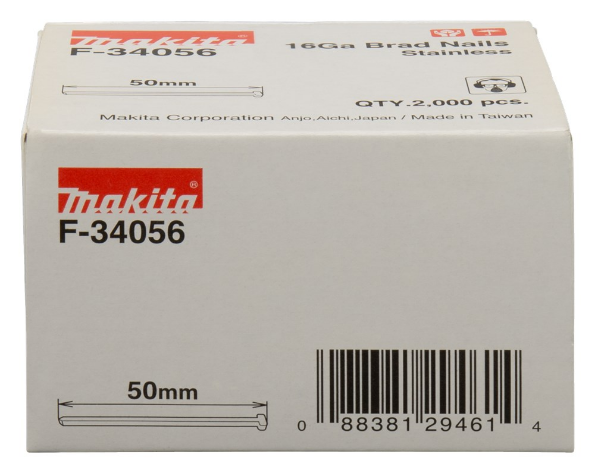 makita®
F-34056
16Ga Brad Nails
Stainless
50mm
QTY.2,000 pcs.
Makita Corporation Anjo,Aichi,Japan / Made in Taiwan
makita®
F-34056
50mm
0 88381 29461 4